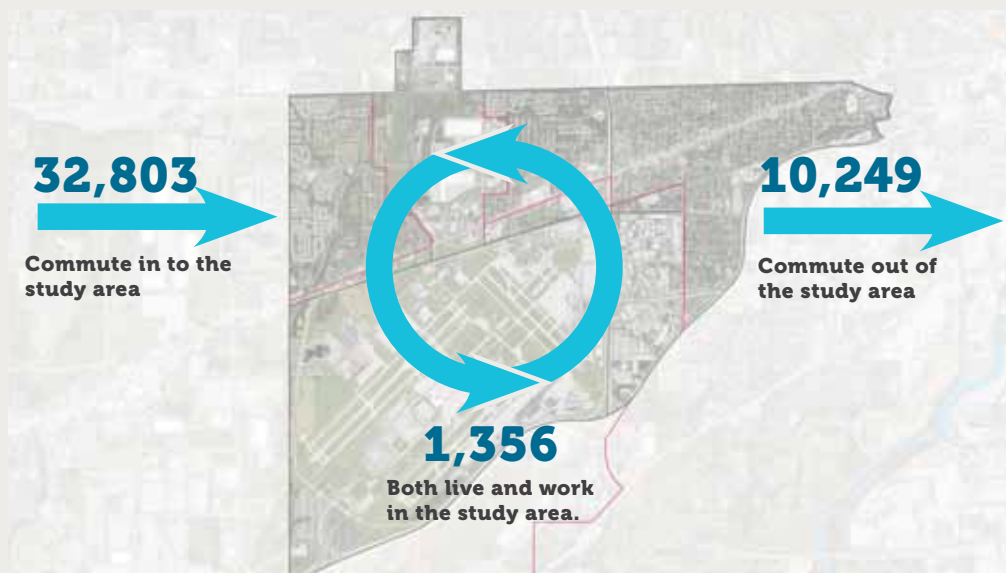 32,803
Commute in to the
study area
10,249
Commute out of
the study area
1,356
Both live and work
in the study area.